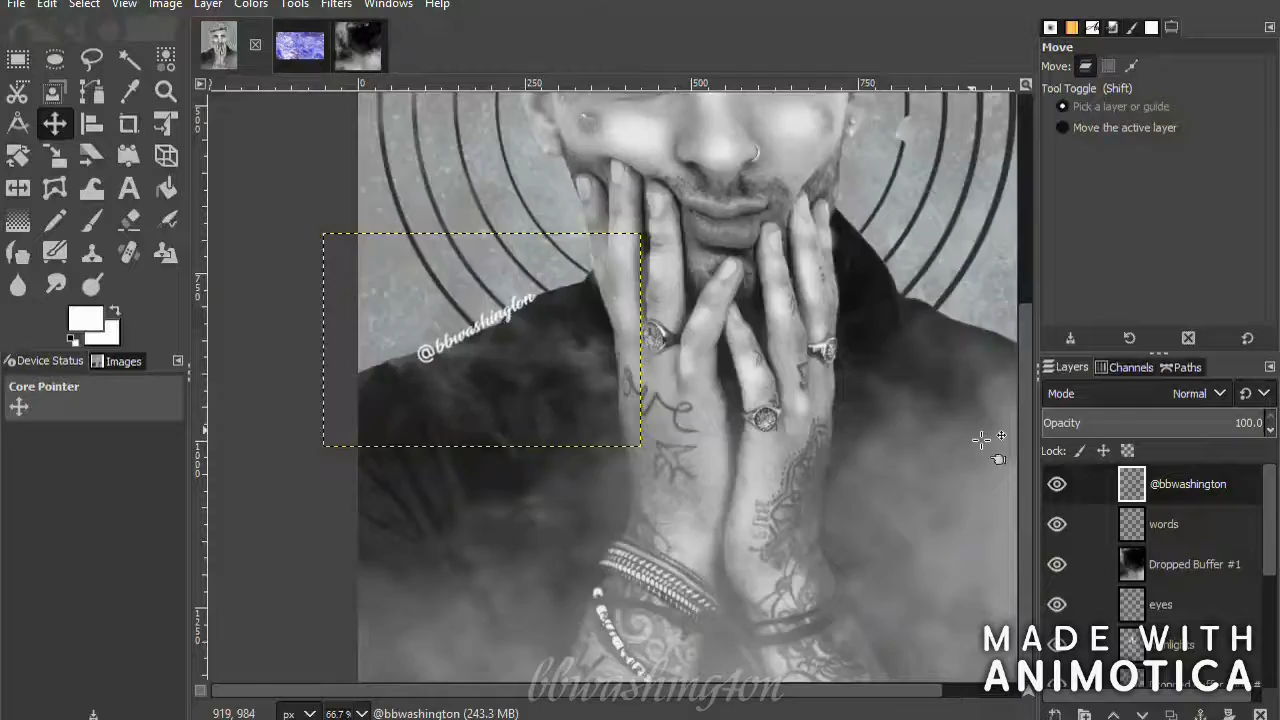 File Edit Select View Image Layer Colors Tools Filters Windows Help
0 250 500 750
Move
Move:
Tool Toggle (Shift)
Pick a layer or guide
Move the active layer
Device Status Images
Core Pointer
@bbwashington
Layers Channels Paths
Mode Normal
Opacity 100.0
Lock:
@bbwashington
words
Dropped Buffer #1
eyes
MADE WITH
ANIMOTICA
bbwashing4on
919, 984 px 66.7 % @bbwashington (243.3 MB)